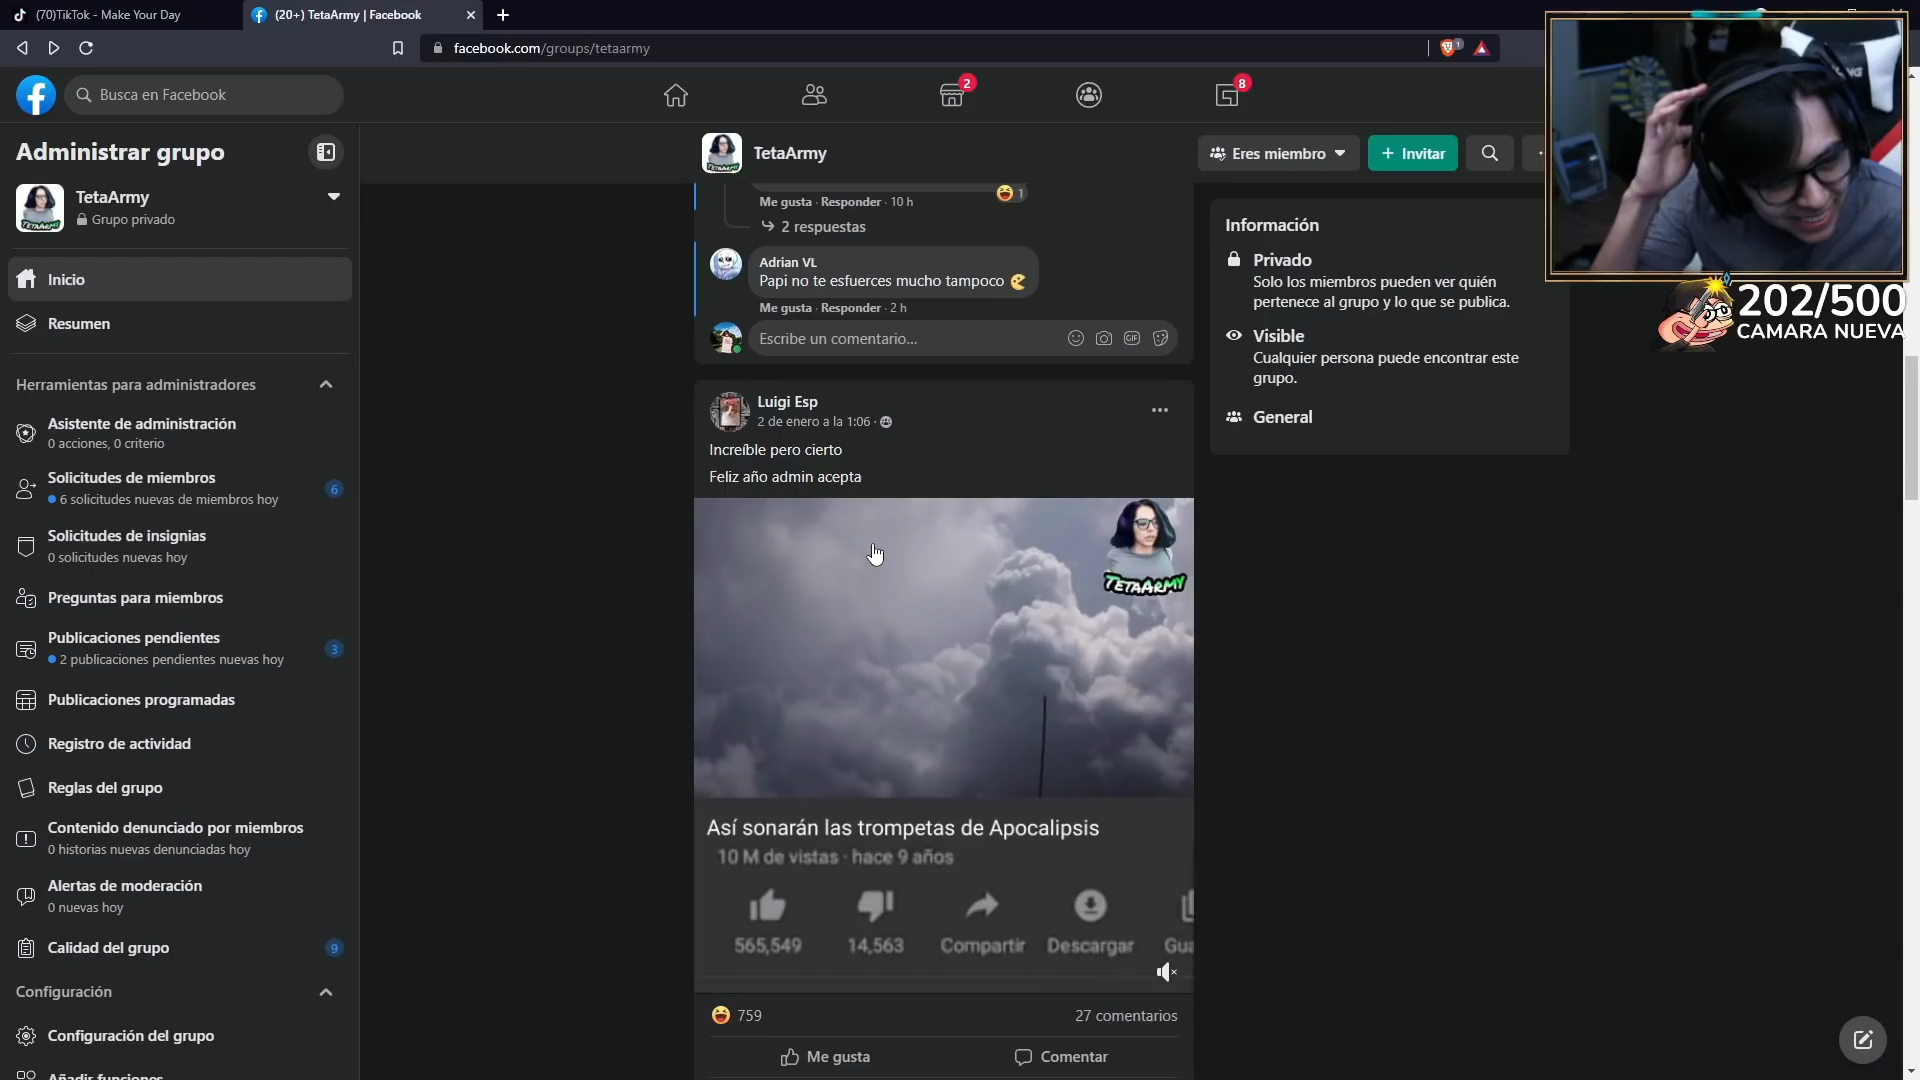 (70)TikTok - Make Your Day
(20+) TetaArmy | Facebook
facebook.com/groups/tetaarmy
1
Busca en Facebook
2
8
Administrar grupo
TetaArmy
Grupo privado
Inicio
Resumen
Herramientas para administradores
Asistente de administración
0 acciones, 0 criterio
Solicitudes de miembros
6 solicitudes nuevas de miembros hoy
6
Solicitudes de insignias
0 solicitudes nuevas hoy
Preguntas para miembros
Publicaciones pendientes
2 publicaciones pendientes nuevas hoy
3
Publicaciones programadas
Registro de actividad
Reglas del grupo
Contenido denunciado por miembros
0 historias nuevas denunciadas hoy
Alertas de moderación
0 nuevas hoy
Calidad del grupo
9
Configuración
Configuración del grupo
Añadir funciones
TetaArmy
Eres miembro
+ Invitar
Me gusta · Responder · 10 h
1
2 respuestas
Adrian VL
Papi no te esfuerces mucho tampoco
Me gusta · Responder · 2 h
Escribe un comentario...
GIF
Luigi Esp
2 de enero a la 1:06 ·
Increíble pero cierto
Feliz año admin acepta
TETAARMY
Así sonarán las trompetas de Apocalipsis
10 M de vistas · hace 9 años
565,549
14,563
Compartir
Descargar
Gua
759
27 comentarios
Me gusta
Comentar
Información
Privado
Solo los miembros pueden ver quién
pertenece al grupo y lo que se publica.
Visible
Cualquier persona puede encontrar este
grupo.
General
202/500
CAMARA NUEVA